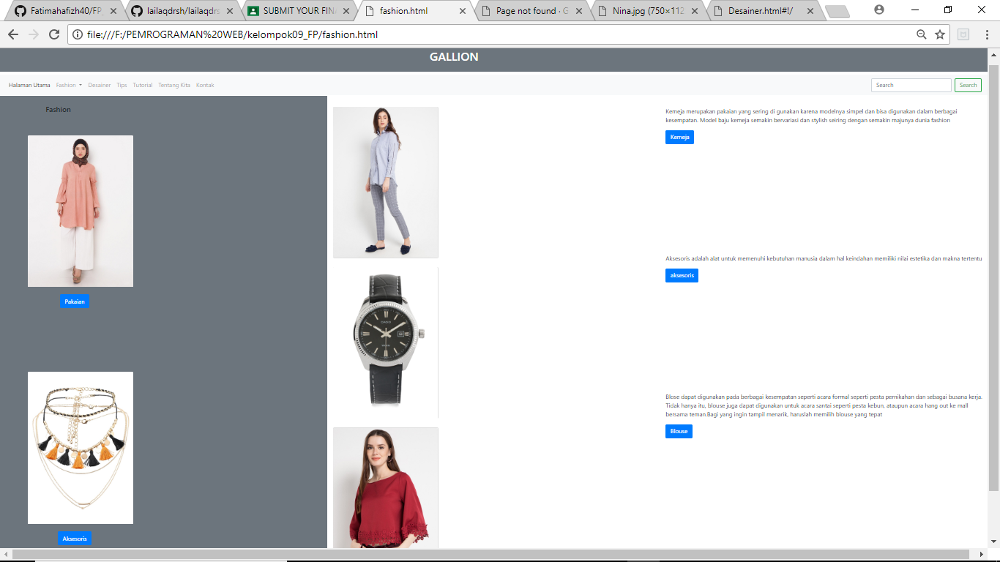 Fatimahafizh40/FP_
lailaqdrsh/lailaqdrs
SUBMIT YOUR FINA
fashion.html
Page not found · G
Nina.jpg (750×112
Desainer.html#!/
file:///F:/PEMROGRAMAN%20WEB/kelompok09_FP/fashion.html
GALLION
Halaman Utama Fashion Desainer Tips Tutorial Tentang Kita Kontak Search Search
Fashion
Pakaian
Aksesoris
Kemeja merupakan pakaian yang sering di gunakan karena modelnya simpel dan bisa digunakan dalam berbagai
kesempatan. Model baju kemeja semakin bervariasi dan stylish seiring dengan semakin majunya dunia fashion
Kemeja
CASIO
Aksesoris adalah alat untuk memenuhi kebutuhan manusia dalam hal keindahan memiliki nilai estetika dan makna tertentu
aksesoris
Blose dapat digunakan pada berbagai kesempatan seperti acara formal seperti pesta pernikahan dan sebagai busana kerja.
Tidak hanya itu, blouse juga dapat digunakan untuk acara santai seperti pesta kebun, ataupun acara hang out ke mall
bersama teman.Bagi yang ingin tampil menarik, haruslah memilih blouse yang tepat
Blouse